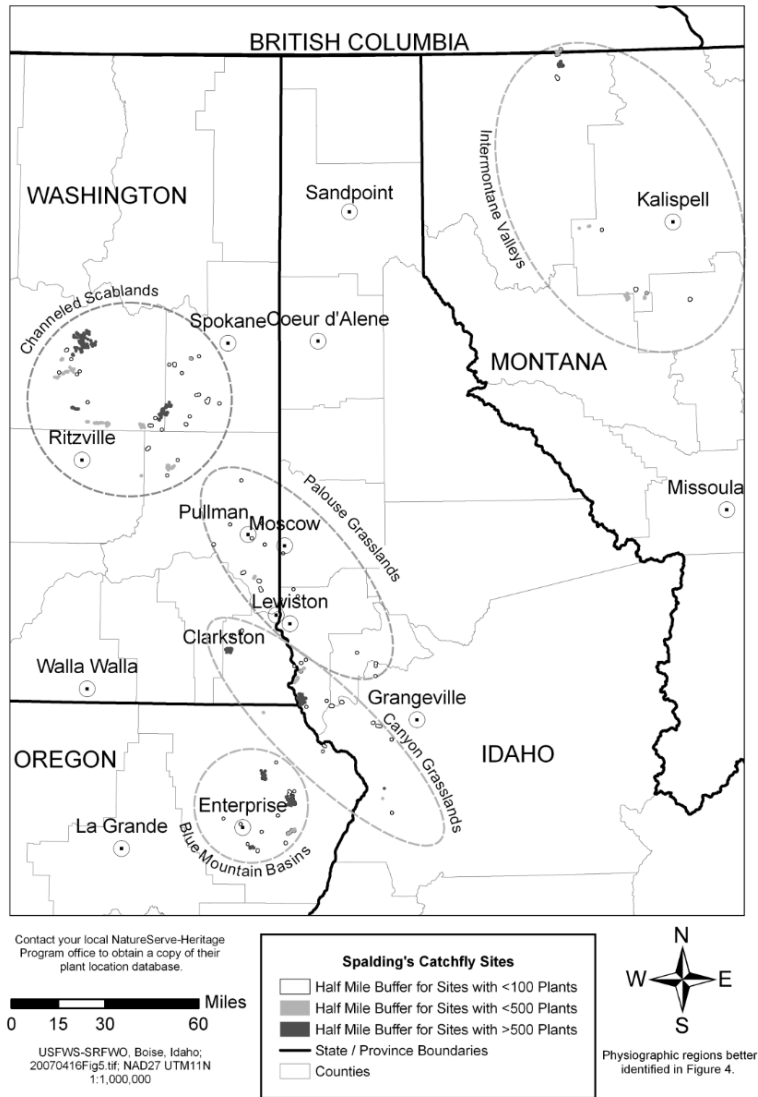 BRITISH COLUMBIA
WASHINGTON
Sandpoint
Intermontane Valleys
Kalispell
Channeled Scablands
Spokane
Coeur d'Alene
MONTANA
Ritzville
Missoula
Palouse Grasslands
Pullman
Moscow
Lewiston
Clarkston
Walla Walla
Grangeville
Canyon Grasslands
OREGON
IDAHO
Enterprise
La Grande
Blue Mountain Basins
Contact your local NatureServe-Heritage
Program office to obtain a copy of their
plant location database.
Miles
0 15 30 60
USFWS-SRFWO, Boise, Idaho;
20070416Fig5.tif; NAD27 UTM11N
1:1,000,000
Spalding's Catchfly Sites
Half Mile Buffer for Sites with <100 Plants
Half Mile Buffer for Sites with <500 Plants
Half Mile Buffer for Sites with >500 Plants
State / Province Boundaries
Counties
N
W E
S
Physiographic regions better
identified in Figure 4.